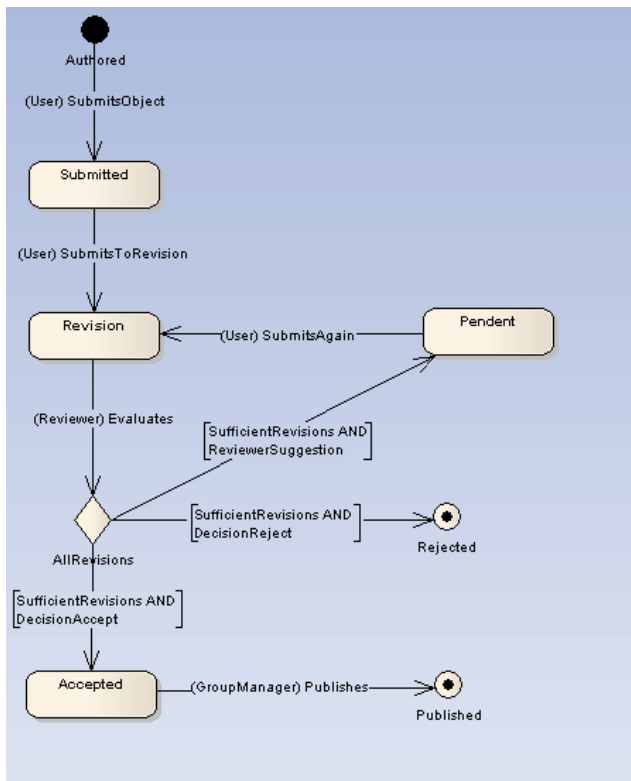 Authored
(User) SubmitsObject
Submitted
(User) SubmitsToRevision
Revision
(User) SubmitsAgain
Pendent
(Reviewer) Evaluates
SufficientRevisions AND
ReviewerSuggestion
SufficientRevisions AND
DecisionReject
Rejected
AllRevisions
SufficientRevisions AND
DecisionAccept
Accepted
(GroupManager) Publishes
Published